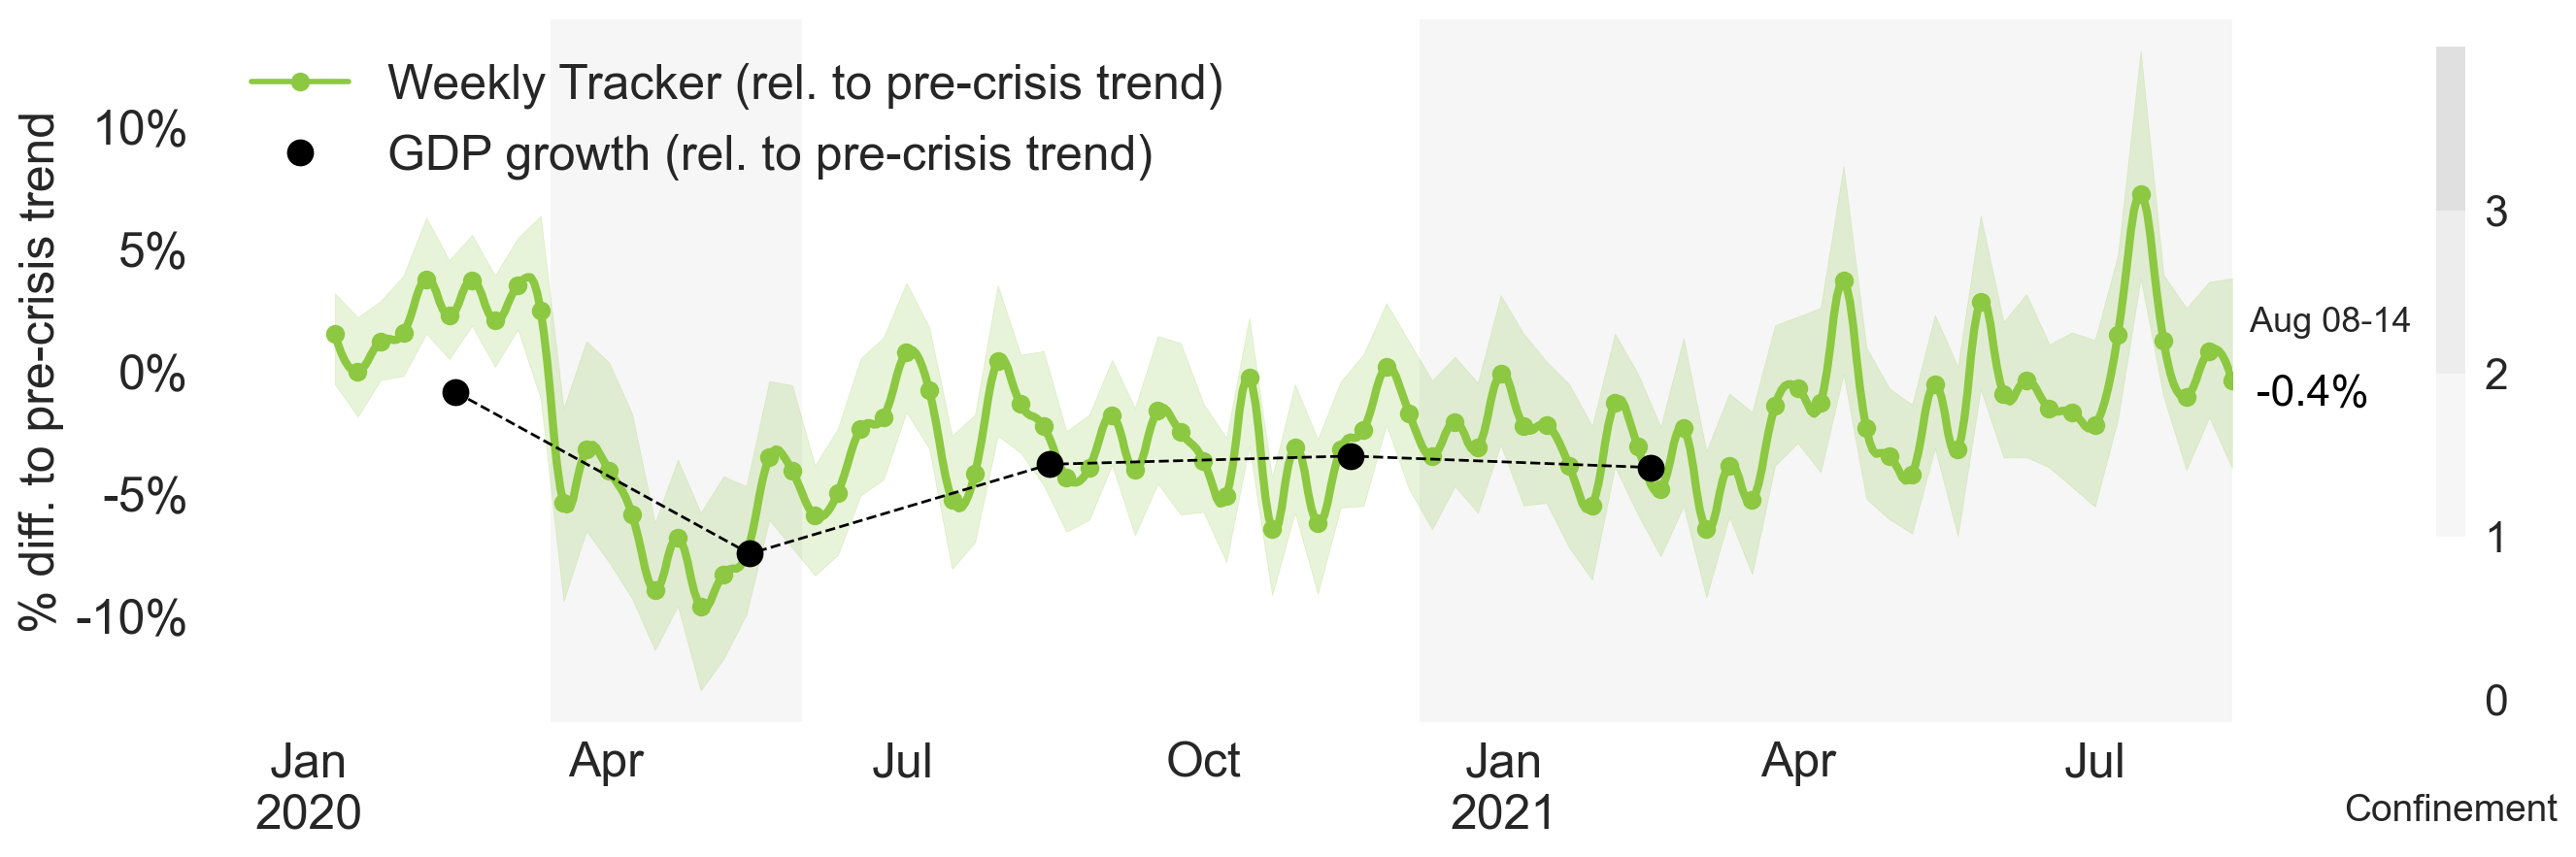 Weekly Tracker (rel. to pre-crisis trend)
GDP growth (rel. to pre-crisis trend)
% diff. to pre-crisis trend
10%
5%
0%
-5%
-10%
Jan
2020
Apr
Jul
Oct
Jan
2021
Apr
Jul
Aug 08-14
-0.4%
3
2
1
0
Confinement